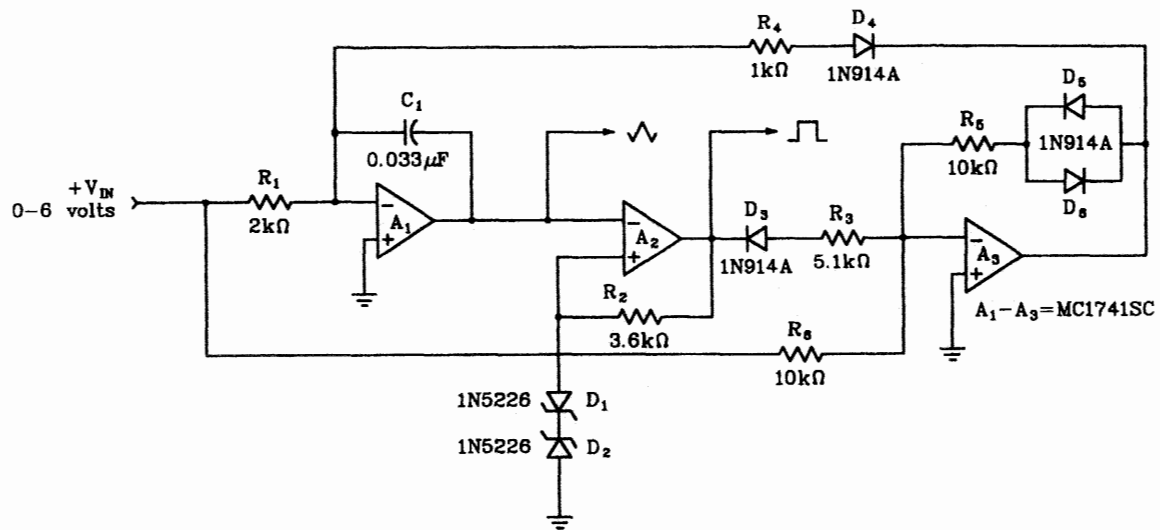 R₄
1kΩ
D₄
1N914A
C₁
0.033μF
D₅
1N914A
D₆
R₅
10kΩ
+V_IN
0–6 volts
R₁
2kΩ
−
+
A₁
−
+
A₂
D₃
1N914A
R₃
5.1kΩ
−
+
A₃
R₂
3.6kΩ
A₁−A₃=MC1741SC
R₆
10kΩ
1N5226 D₁
1N5226 D₂